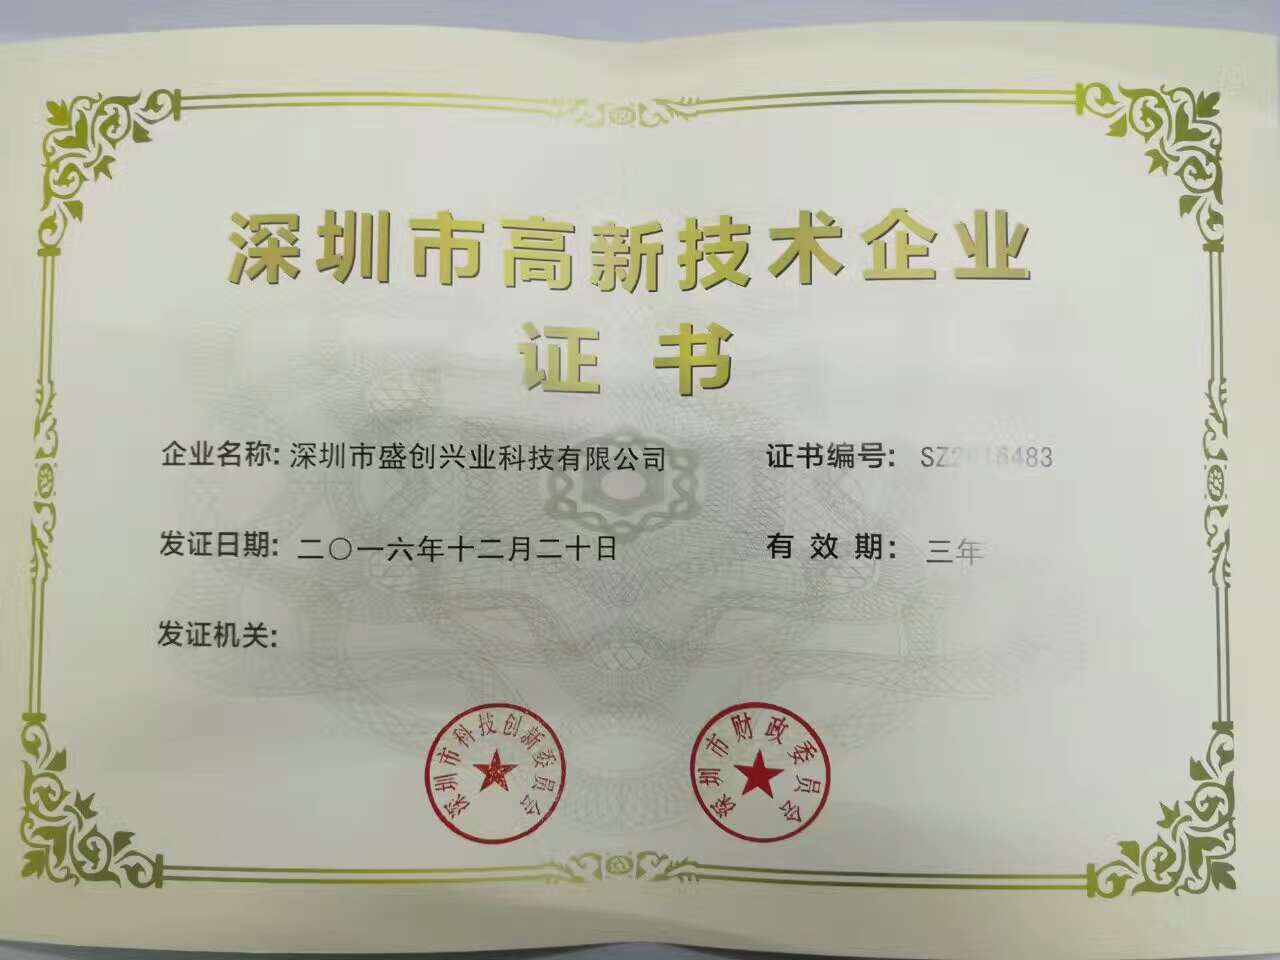 深圳市高新技术企业
证 书
企业名称: 深圳市盛创兴业科技有限公司
证书编号: SZ2016483
发证日期: 二〇一六年十二月二十日
有 效 期: 三年
发证机关:
深圳市科技创新委员会
深圳市财政委员会